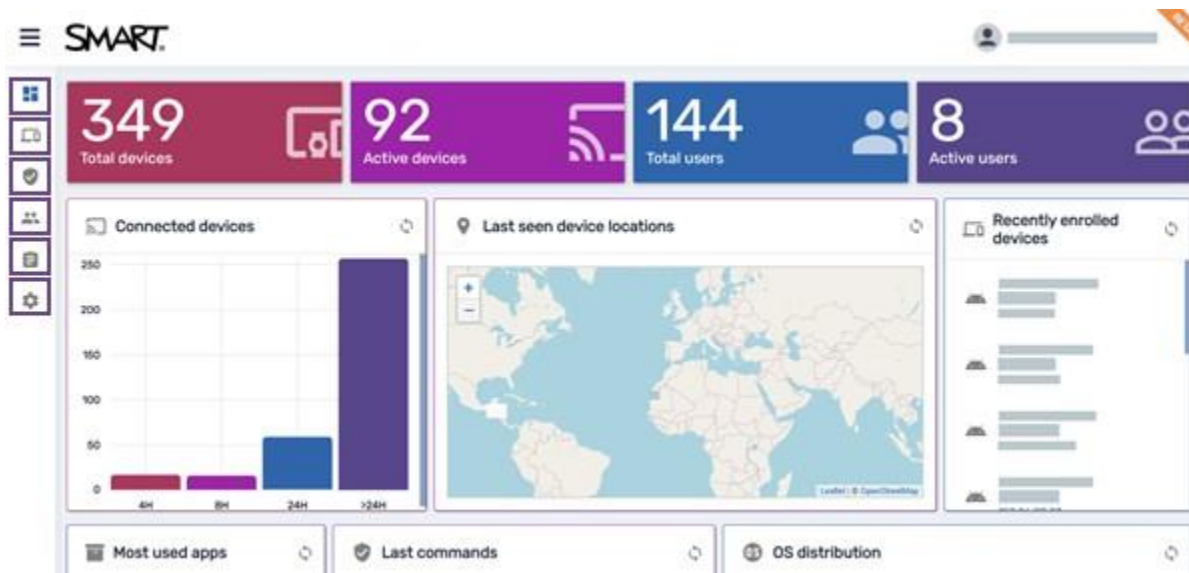 SMART.
349
Total devices
92
Active devices
144
Total users
8
Active users
Connected devices
250
200
150
100
50
0
4H 8H 24H >24H
Last seen device locations
+
−
Leaflet | © OpenStreetMap
Recently enrolled
devices
Most used apps
Last commands
OS distribution